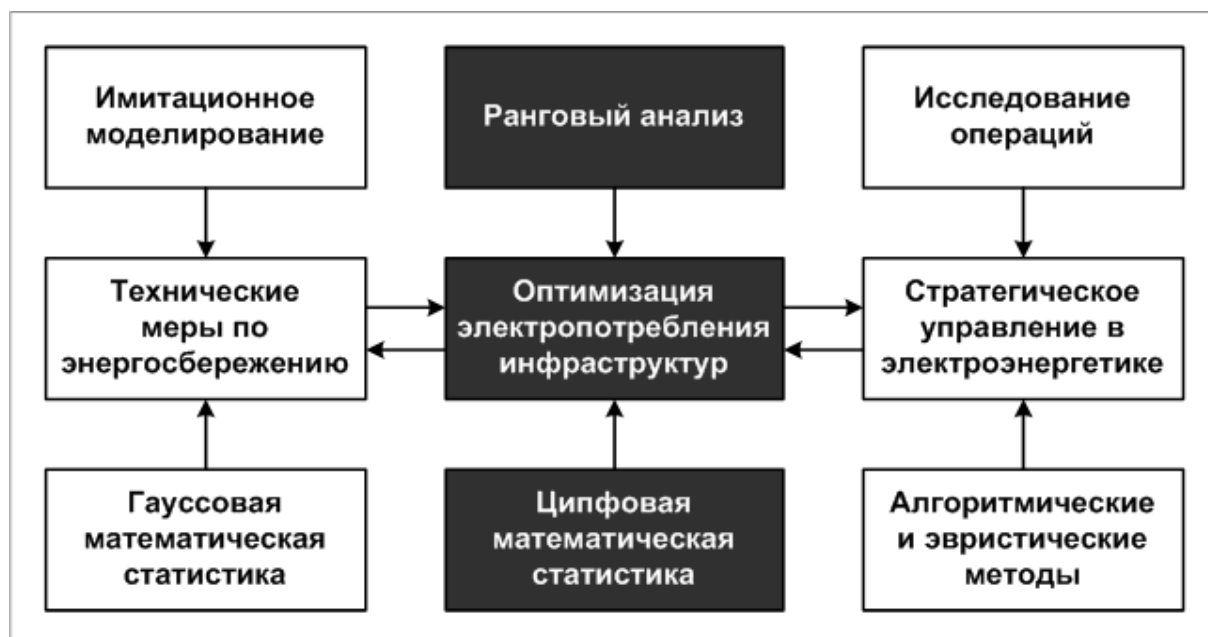 Имитационное
моделирование
Ранговый анализ
Исследование
операций
Технические
меры по
энергосбережению
Оптимизация
электропотребления
инфраструктур
Стратегическое
управление в
электроэнергетике
Гауссовая
математическая
статистика
Ципфовая
математическая
статистика
Алгоритмические
и эвристические
методы